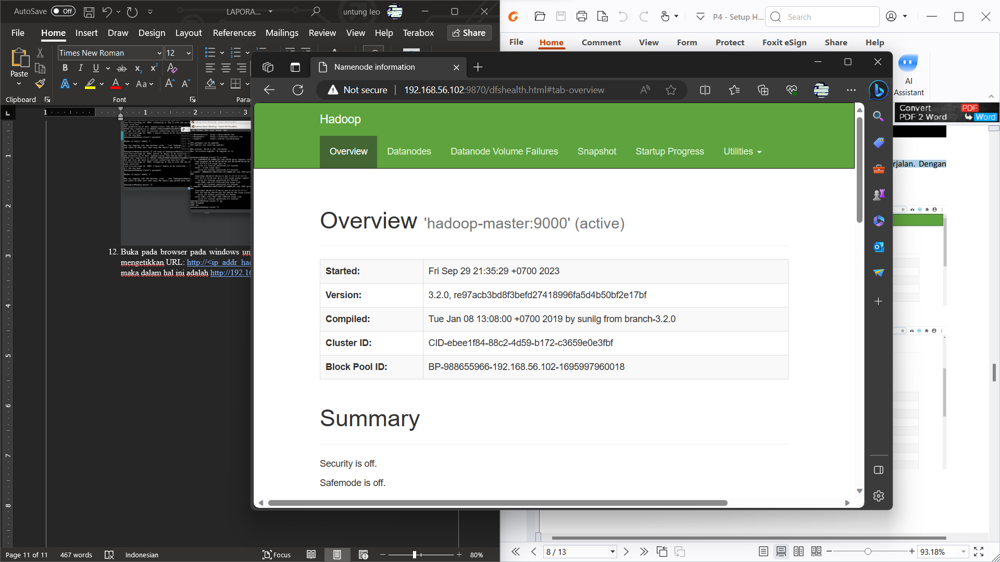 AutoSave Off
LAPORA...
untung leo
File Home Insert Draw Design Layout References Mailings Review View Help Terabox Share
Times New Roman 12
Paste
Clipboard
Font
Para
12. Buka pada browser pada windows
mengetikkan URL: http://<ip_addr
maka dalam hal ini adalah http://192.16
Page 11 of 11 467 words Indonesian Focus 80%
P4 - Setup H...
Search
File Home Comment View Form Protect Foxit eSign Share Help
AI
Assistant
Convert PDF
PDF 2 Word Word
rjalan. Dengan
8 / 13
93.18%
Namenode information
Not secure 192.168.56.102:9870/dfshealth.html#tab-overview
Hadoop
Overview Datanodes Datanode Volume Failures Snapshot Startup Progress Utilities
Overview 'hadoop-master:9000' (active)
Started: Fri Sep 29 21:35:29 +0700 2023
Version: 3.2.0, re97acb3bd8f3befd27418996fa5d4b50bf2e17bf
Compiled: Tue Jan 08 13:08:00 +0700 2019 by sunilg from branch-3.2.0
Cluster ID: CID-ebee1f84-88c2-4d59-b172-c3659e0e3fbf
Block Pool ID: BP-988655966-192.168.56.102-1695997960018
Summary
Security is off.
Safemode is off.